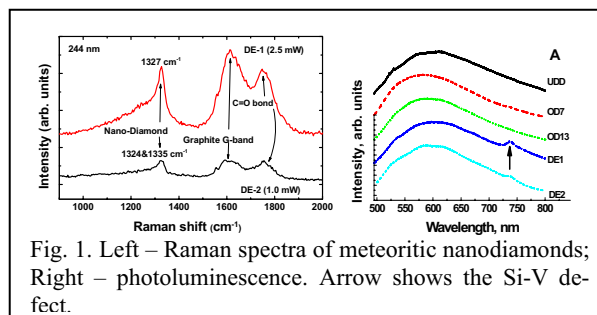 244 nm
DE-1 (2.5 mW)
1327 cm⁻¹
C=O bond
Nano-Diamond
Graphite G-band
1324&1335 cm⁻¹
DE-2 (1.0 mW)
Intensity (arb. units)
1000 1200 1400 1600 1800 2000
Raman shift (cm⁻¹)
A
UDD
OD7
OD13
DE1
DE2
Intensity, arb. units
500 550 600 650 700 750 800
Wavelength, nm
Fig. 1. Left – Raman spectra of meteoritic nanodiamonds;
Right – photoluminescence. Arrow shows the Si-V de-
fect.